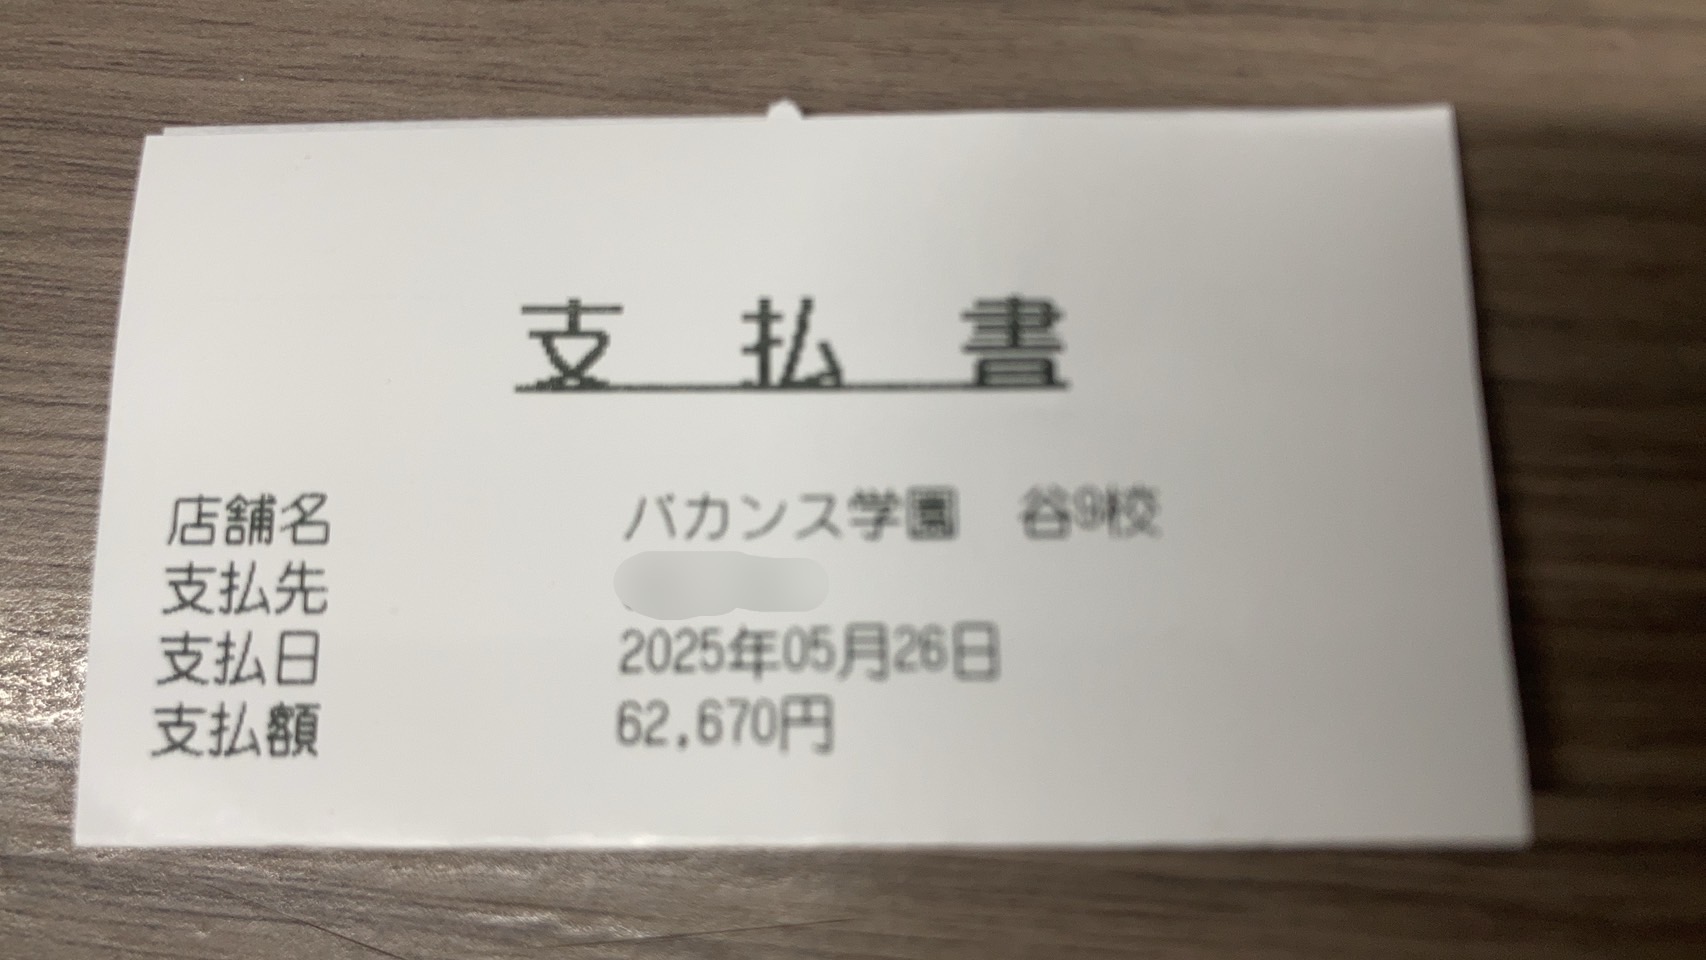 支払書
店舗名 バカンス学園 谷9校
支払先
支払日 2025年05月26日
支払額 62,670円